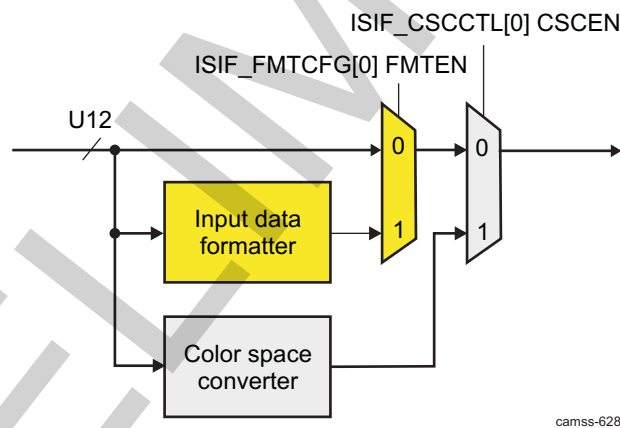 ISIF_CSCCTL[0] CSCEN
ISIF_FMTCFG[0] FMTEN
U12
0
0
Input data
formatter
1
1
Color space
converter
camss-628